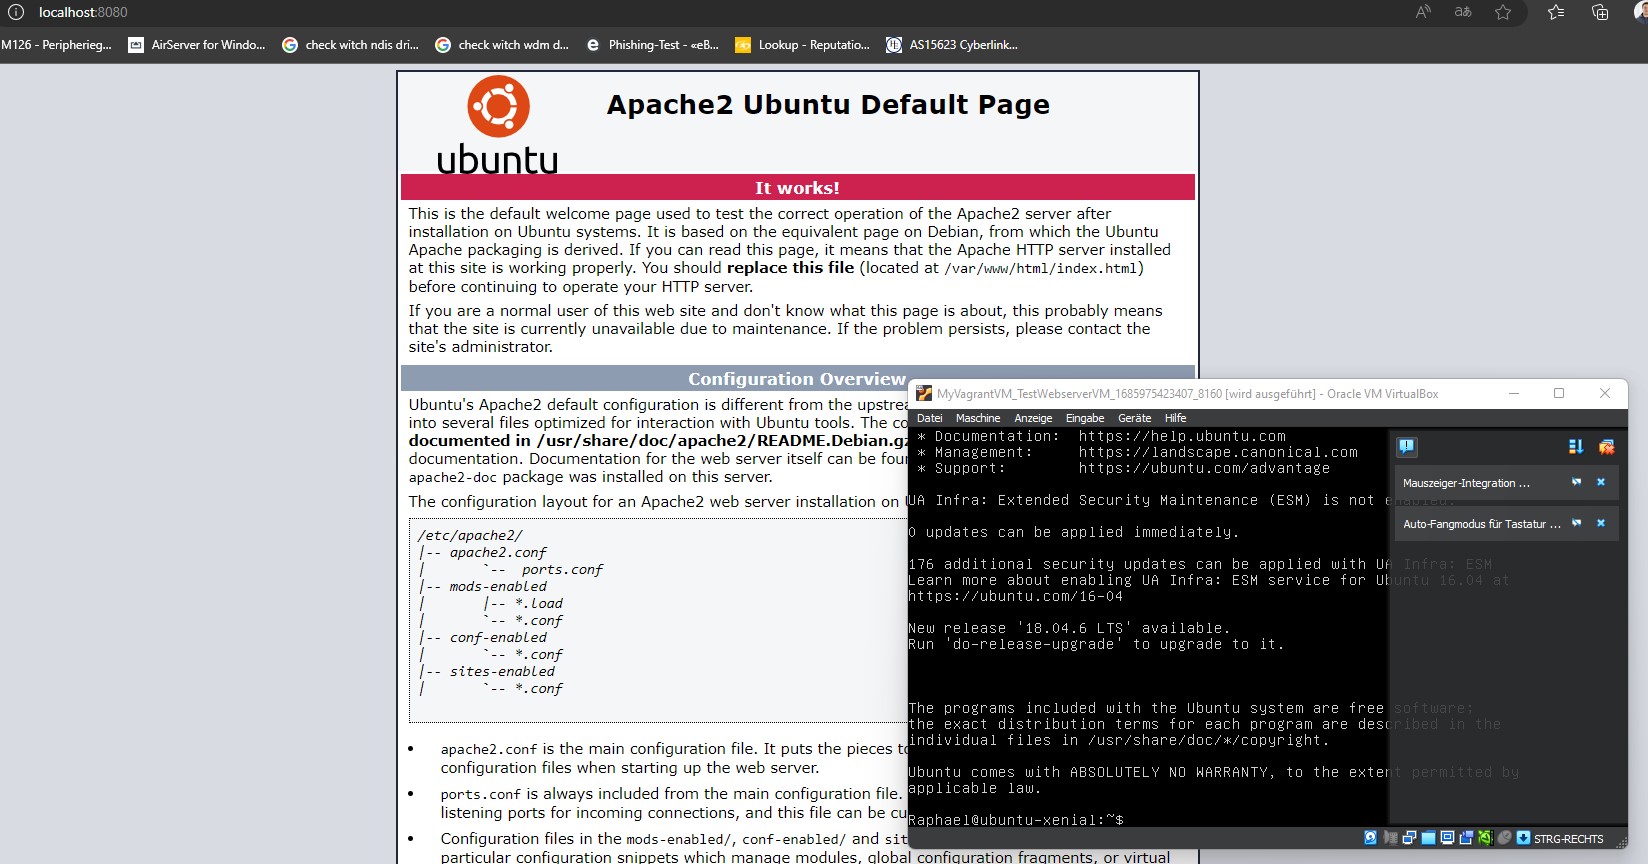 localhost:8080
M126 - Peripherieg...
AirServer for Windo...
check witch ndis dri...
check witch wdm d...
Phishing-Test - «eB...
Lookup - Reputatio...
AS15623 Cyberlink...
ubuntu
Apache2 Ubuntu Default Page
It works!
This is the default welcome page used to test the correct operation of the Apache2 server after
installation on Ubuntu systems. It is based on the equivalent page on Debian, from which the Ubuntu
Apache packaging is derived. If you can read this page, it means that the Apache HTTP server installed
at this site is working properly. You should replace this file (located at /var/www/html/index.html)
before continuing to operate your HTTP server.
If you are a normal user of this web site and don't know what this page is about, this probably means
that the site is currently unavailable due to maintenance. If the problem persists, please contact the
site's administrator.
Configuration Overview
Ubuntu's Apache2 default configuration is different from the upstrea
into several files optimized for interaction with Ubuntu tools. The co
documented in /usr/share/doc/apache2/README.Debian.gz
documentation. Documentation for the web server itself can be four
apache2-doc package was installed on this server.
The configuration layout for an Apache2 web server installation on U
/etc/apache2/
|-- apache2.conf
|       `--  ports.conf
|-- mods-enabled
|       |-- *.load
|       `-- *.conf
|-- conf-enabled
|       `-- *.conf
|-- sites-enabled
|       `-- *.conf
• apache2.conf is the main configuration file. It puts the pieces to
configuration files when starting up the web server.
• ports.conf is always included from the main configuration file.
listening ports for incoming connections, and this file can be cu
• Configuration files in the mods-enabled/, conf-enabled/ and sit
particular configuration snippets which manage modules, global configuration fragments, or virtual
MyVagrantVM_TestWebserverVM_1685975423407_8160 [wird ausgeführt] - Oracle VM VirtualBox
Datei Maschine Anzeige Eingabe Geräte Hilfe
* Documentation:  https://help.ubuntu.com
* Management:     https://landscape.canonical.com
* Support:        https://ubuntu.com/advantage
UA Infra: Extended Security Maintenance (ESM) is not enabled.
0 updates can be applied immediately.
176 additional security updates can be applied with UA Infra: ESM
Learn more about enabling UA Infra: ESM service for Ubuntu 16.04 at
https://ubuntu.com/16-04
New release '18.04.6 LTS' available.
Run 'do-release-upgrade' to upgrade to it.
The programs included with the Ubuntu system are free software;
the exact distribution terms for each program are described in the
individual files in /usr/share/doc/*/copyright.
Ubuntu comes with ABSOLUTELY NO WARRANTY, to the extent permitted by
applicable law.
Raphael@ubuntu-xenial:~$
Mauszeiger-Integration ...
Auto-Fangmodus für Tastatur ...
STRG-RECHTS